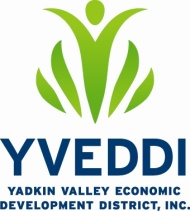 YVEDDI
YADKIN VALLEY ECONOMIC
DEVELOPMENT DISTRICT, INC.